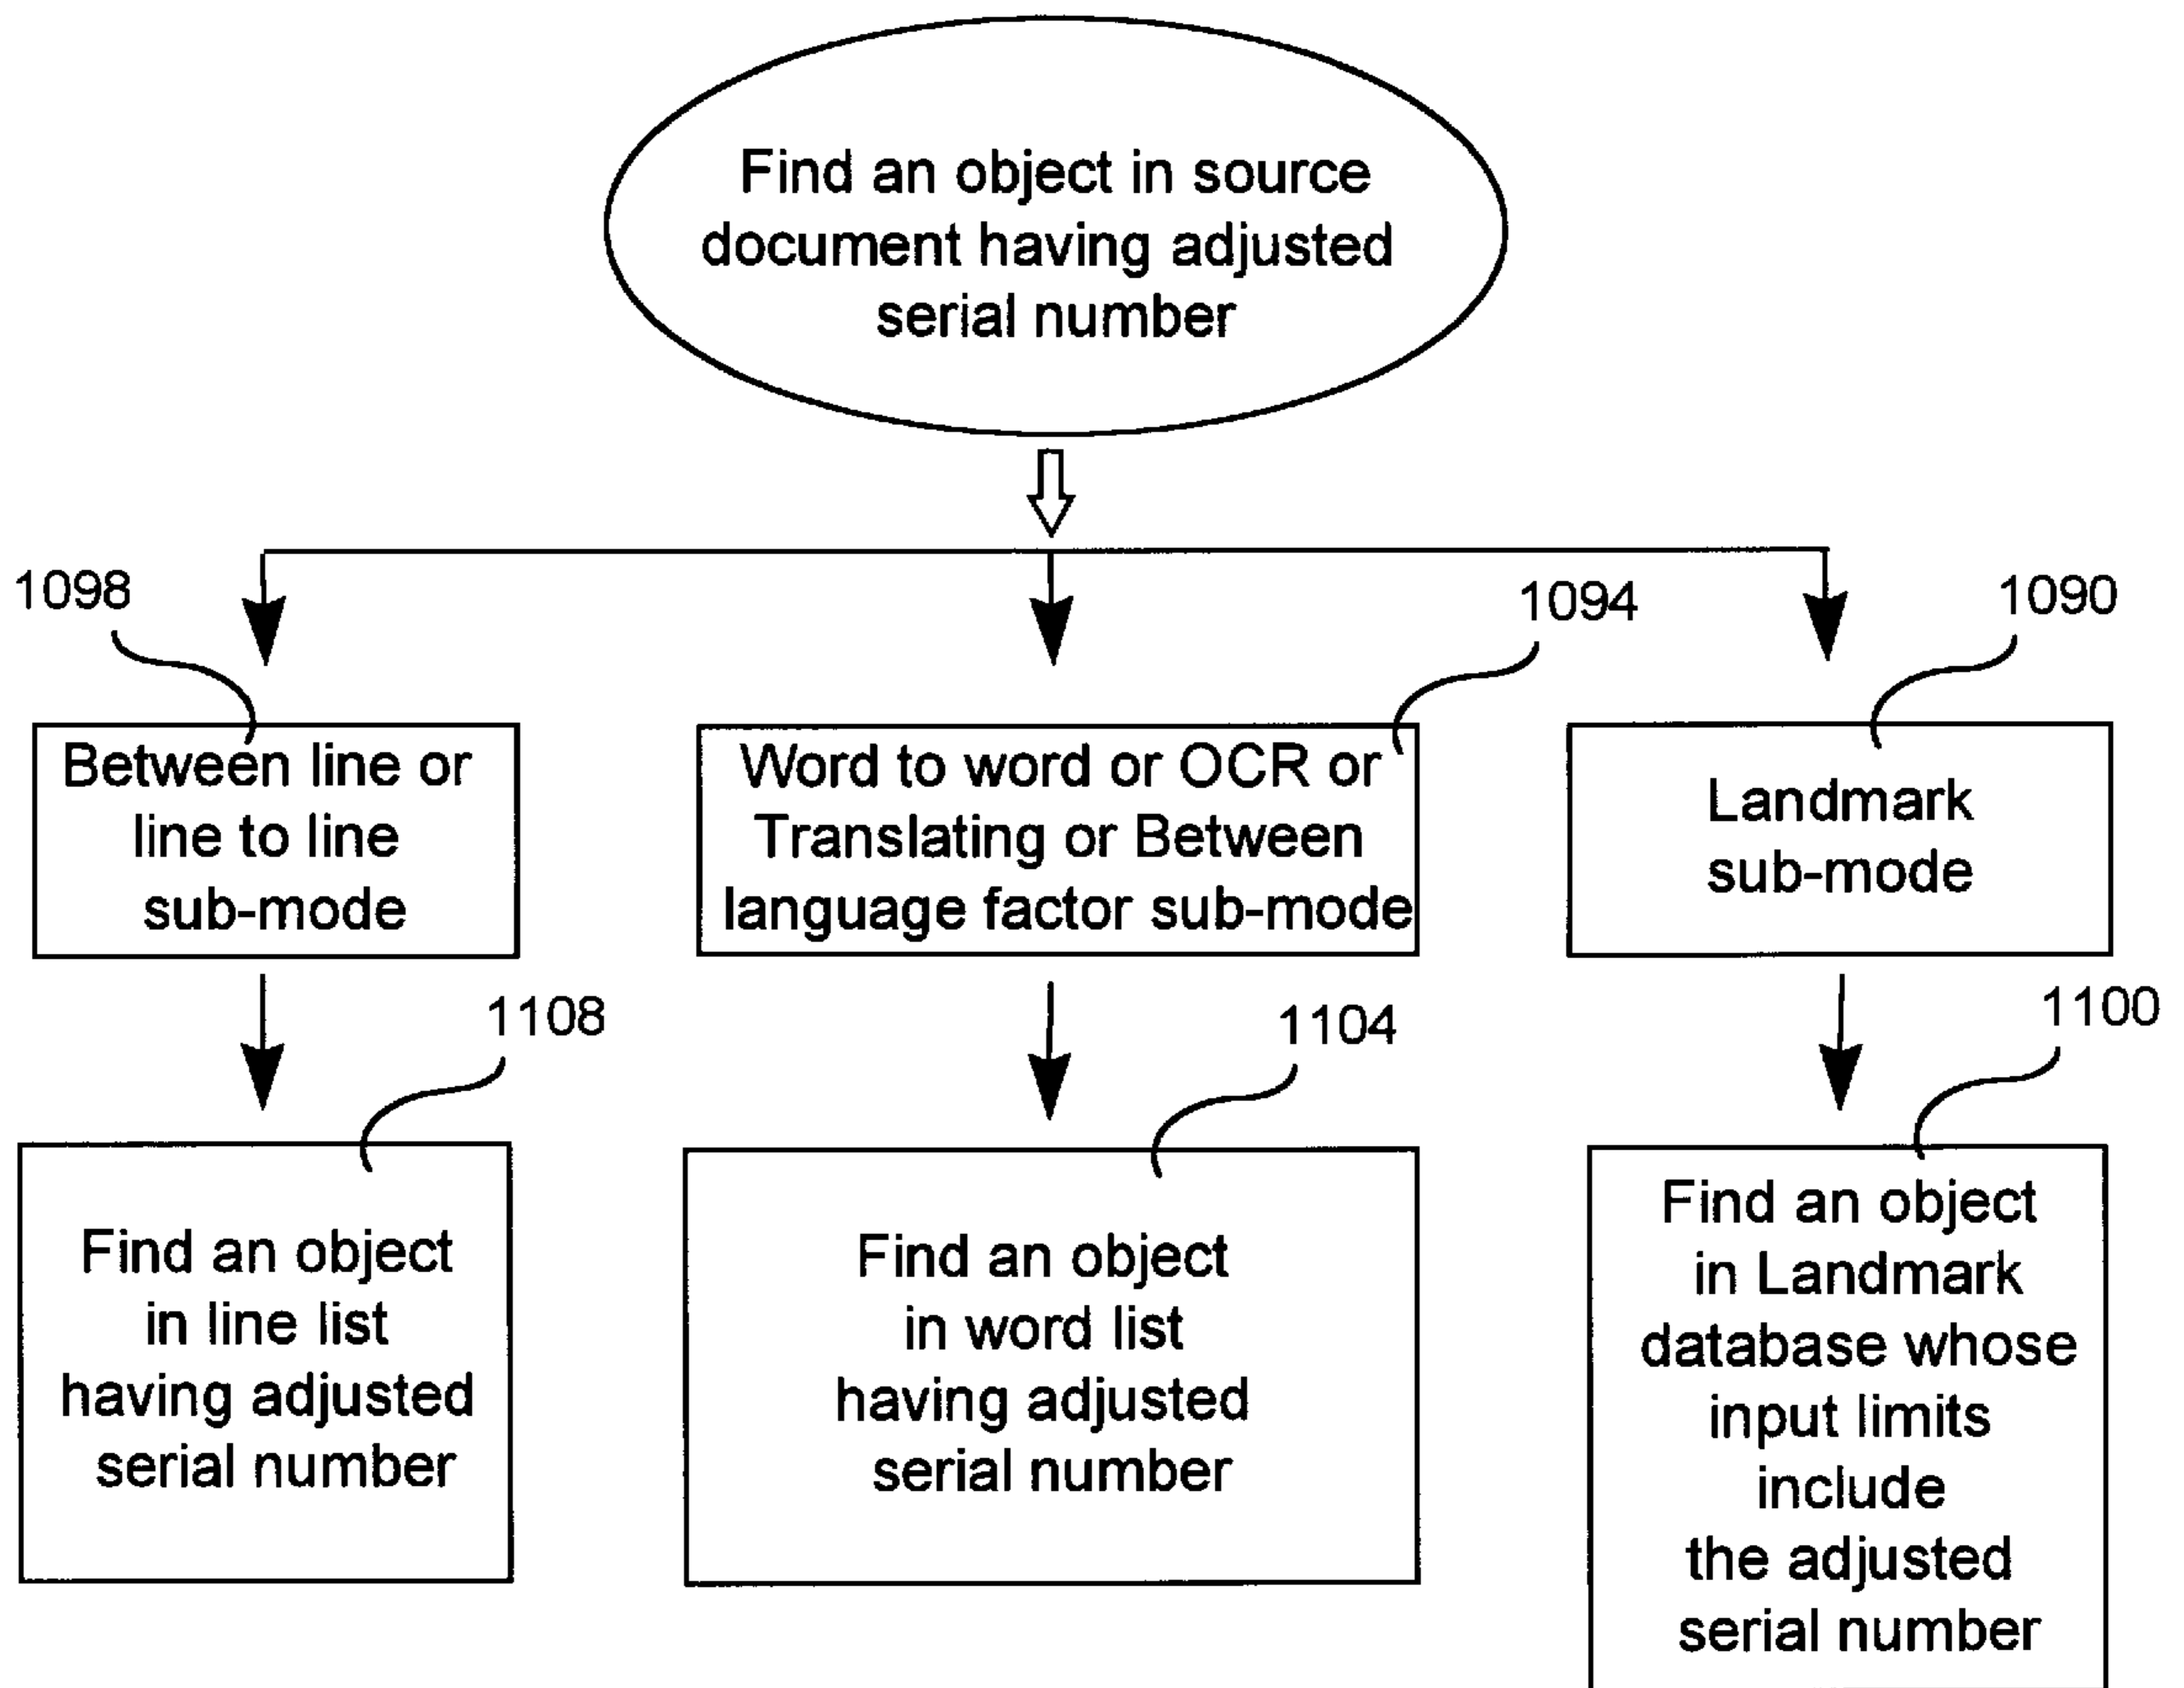 Find an object in source
document having adjusted
serial number
1098
1094
1090
Between line or
line to line
sub-mode
Word to word or OCR or
Translating or Between
language factor sub-mode
Landmark
sub-mode
1108
1104
1100
Find an object
in line list
having adjusted
serial number
Find an object
in word list
having adjusted
serial number
Find an object
in Landmark
database whose
input limits
include
the adjusted
serial number